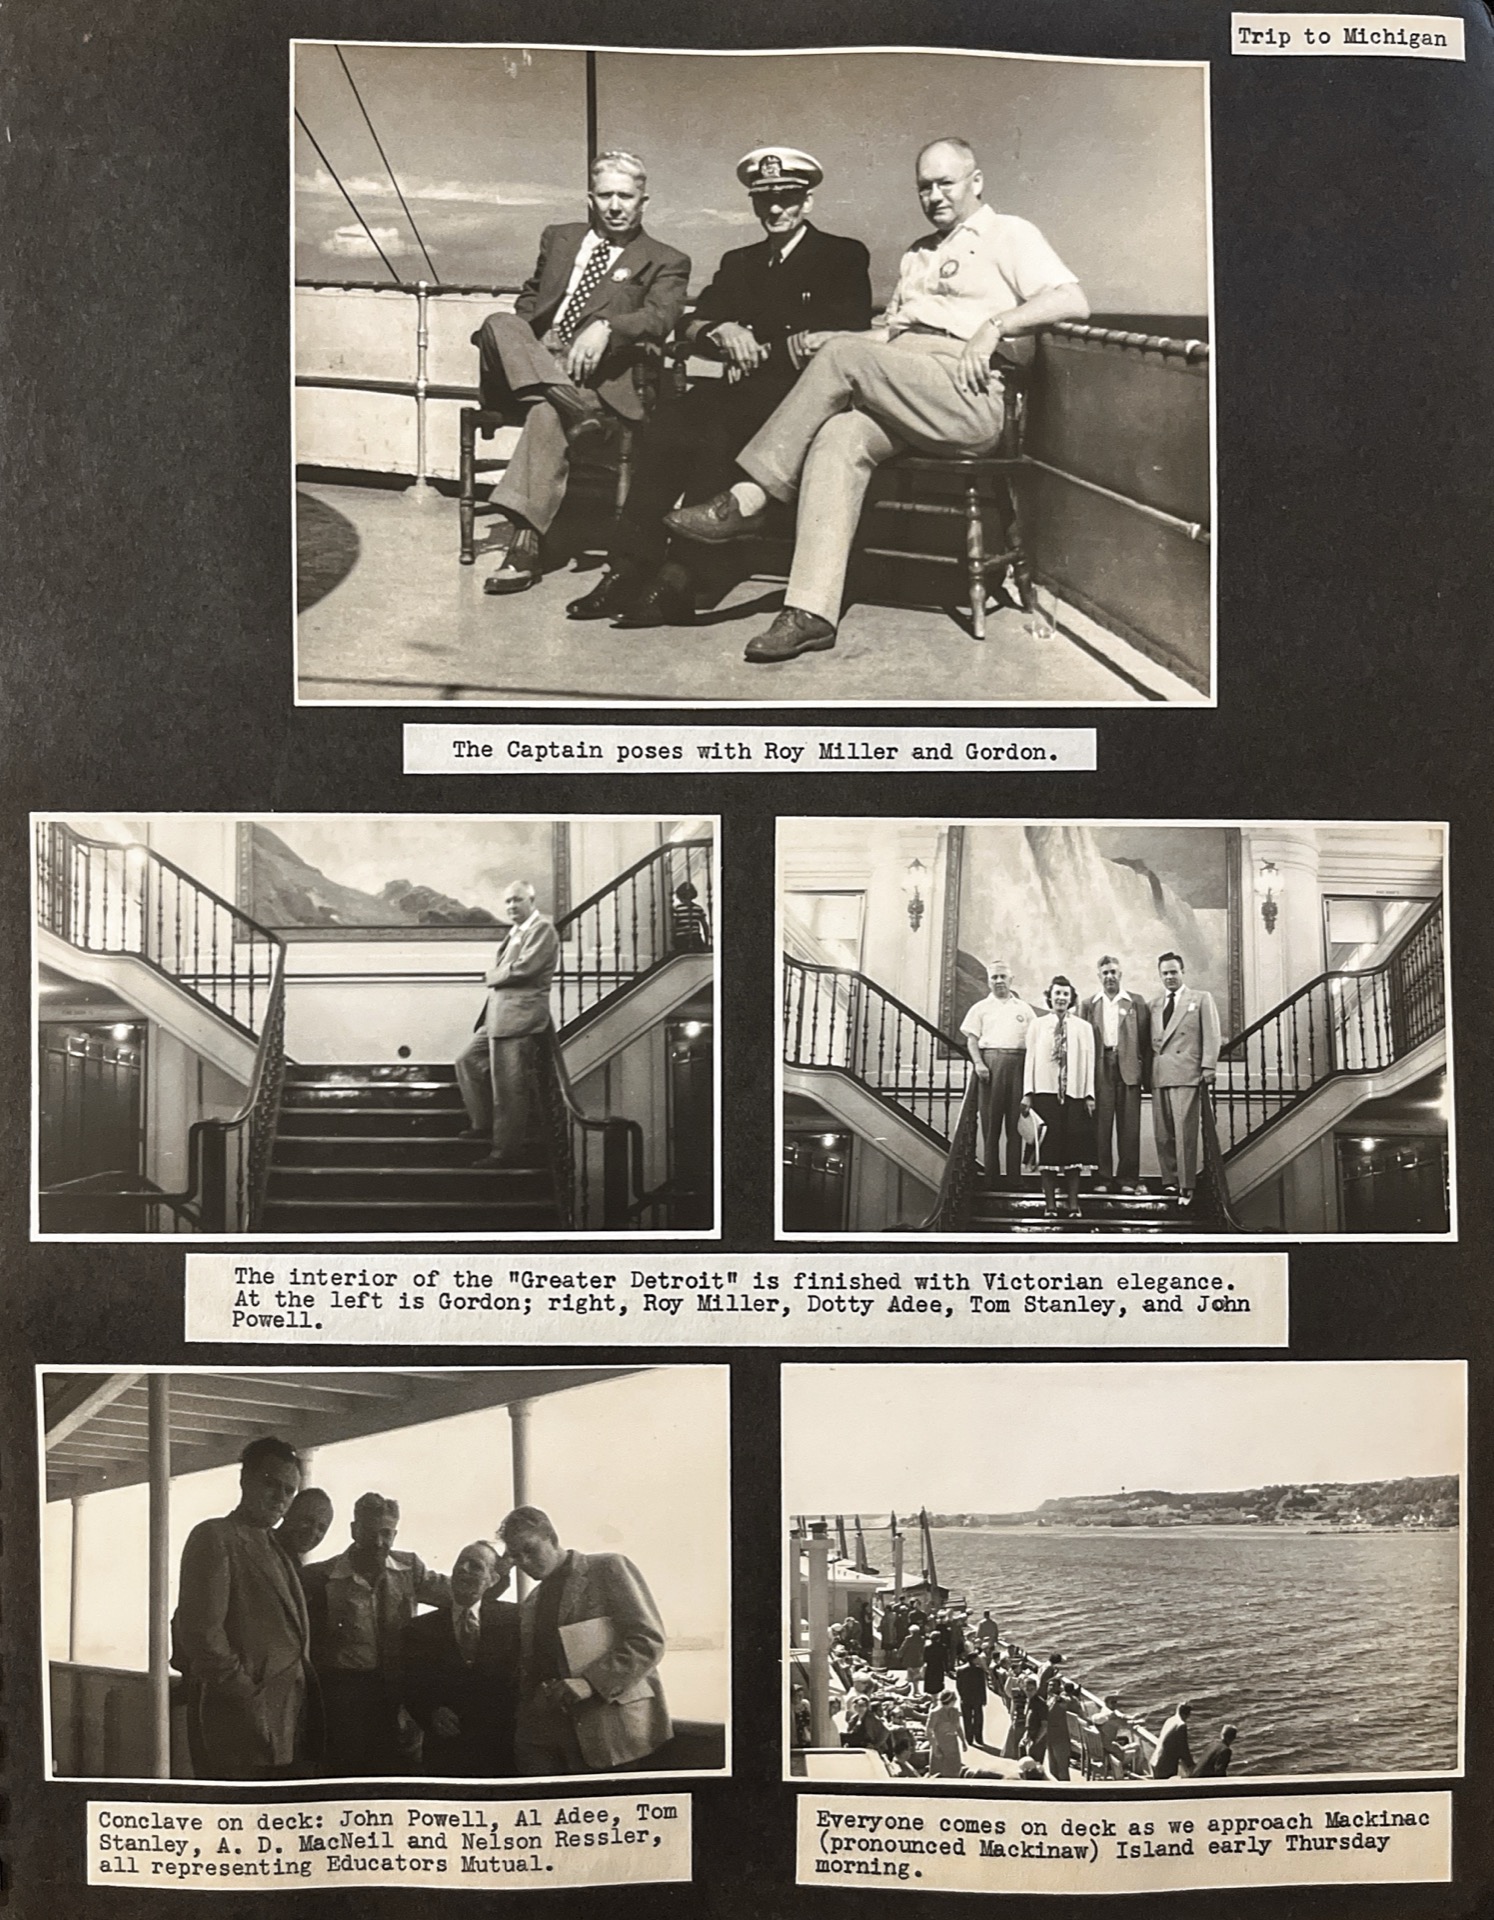 Trip to Michigan
The Captain poses with Roy Miller and Gordon.
The interior of the "Greater Detroit" is finished with Victorian elegance.
At the left is Gordon; right, Roy Miller, Dotty Adee, Tom Stanley, and John
Powell.
Conclave on deck: John Powell, Al Adee, Tom
Stanley, A. D. MacNeil and Nelson Ressler,
all representing Educators Mutual.
Everyone comes on deck as we approach Mackinac
(pronounced Mackinaw) Island early Thursday
morning.